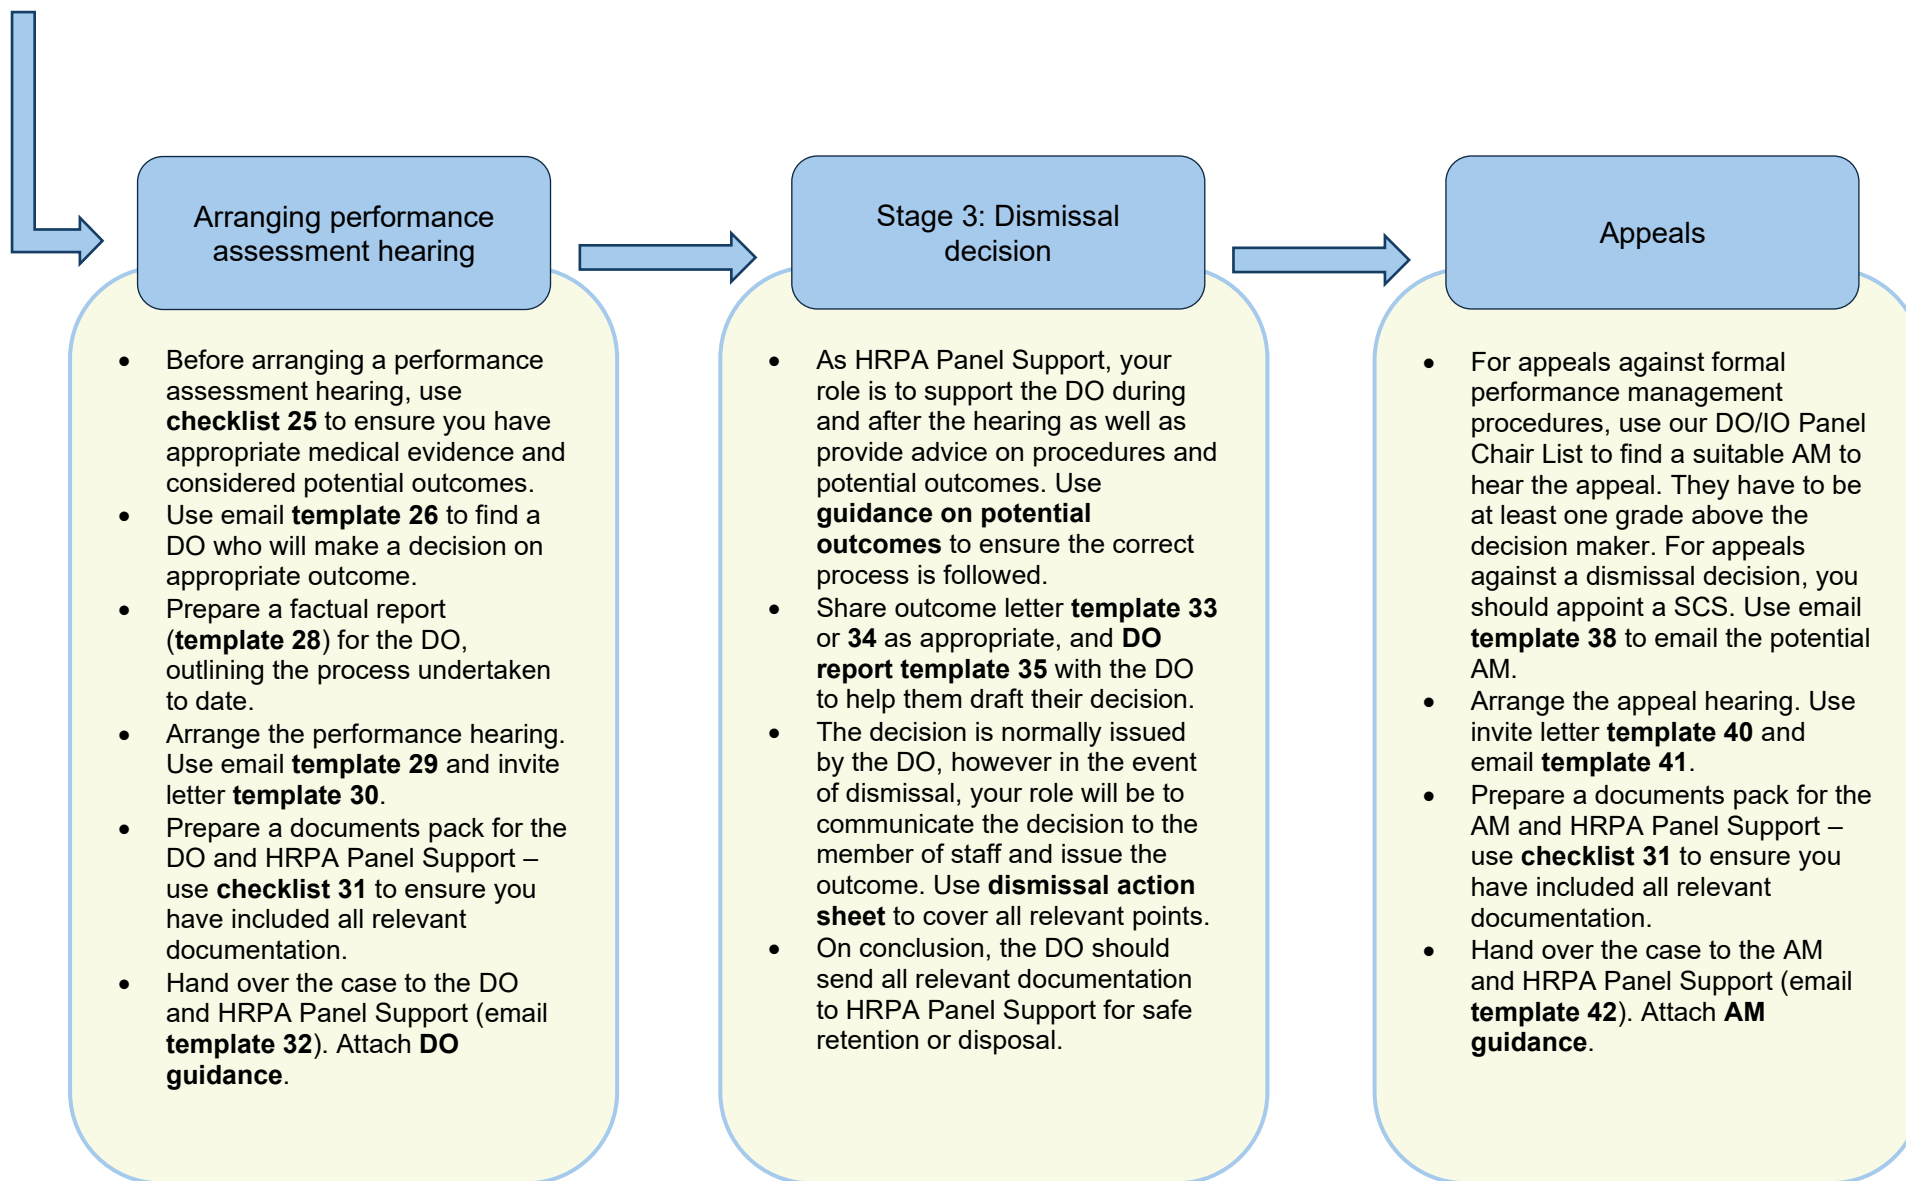 Arranging performance
assessment hearing
• Before arranging a performance
assessment hearing, use
checklist 25 to ensure you have
appropriate medical evidence and
considered potential outcomes.
• Use email template 26 to find a
DO who will make a decision on
appropriate outcome.
• Prepare a factual report
(template 28) for the DO,
outlining the process undertaken
to date.
• Arrange the performance hearing.
Use email template 29 and invite
letter template 30.
• Prepare a documents pack for the
DO and HRPA Panel Support –
use checklist 31 to ensure you
have included all relevant
documentation.
• Hand over the case to the DO
and HRPA Panel Support (email
template 32). Attach DO
guidance.
Stage 3: Dismissal
decision
• As HRPA Panel Support, your
role is to support the DO during
and after the hearing as well as
provide advice on procedures and
potential outcomes. Use
guidance on potential
outcomes to ensure the correct
process is followed.
• Share outcome letter template 33
or 34 as appropriate, and DO
report template 35 with the DO
to help them draft their decision.
• The decision is normally issued
by the DO, however in the event
of dismissal, your role will be to
communicate the decision to the
member of staff and issue the
outcome. Use dismissal action
sheet to cover all relevant points.
• On conclusion, the DO should
send all relevant documentation
to HRPA Panel Support for safe
retention or disposal.
Appeals
• For appeals against formal
performance management
procedures, use our DO/IO Panel
Chair List to find a suitable AM to
hear the appeal. They have to be
at least one grade above the
decision maker. For appeals
against a dismissal decision, you
should appoint a SCS. Use email
template 38 to email the potential
AM.
• Arrange the appeal hearing. Use
invite letter template 40 and
email template 41.
• Prepare a documents pack for the
AM and HRPA Panel Support –
use checklist 31 to ensure you
have included all relevant
documentation.
• Hand over the case to the AM
and HRPA Panel Support (email
template 42). Attach AM
guidance.